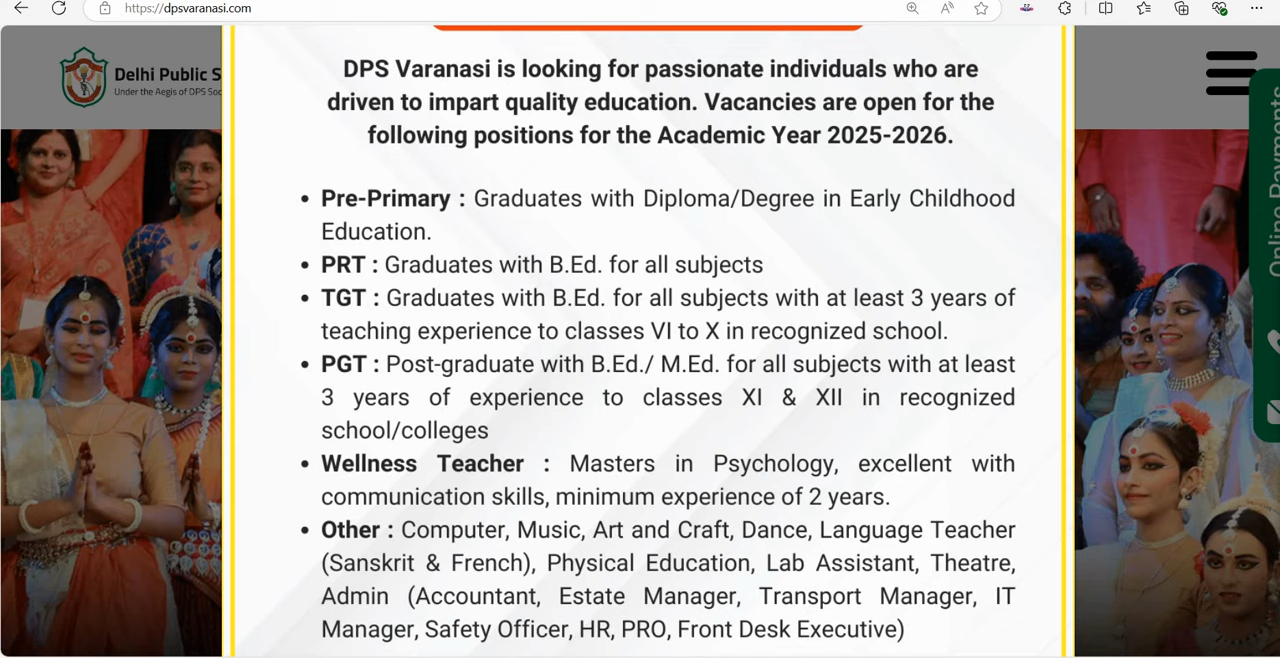 https://dpsvaranasi.com
Delhi Public S
Under the Aegis of DPS Soc
DPS Varanasi is looking for passionate individuals who are
driven to impart quality education. Vacancies are open for the
following positions for the Academic Year 2025-2026.
• Pre-Primary : Graduates with Diploma/Degree in Early Childhood
Education.
• PRT : Graduates with B.Ed. for all subjects
• TGT : Graduates with B.Ed. for all subjects with at least 3 years of
teaching experience to classes VI to X in recognized school.
• PGT : Post-graduate with B.Ed./ M.Ed. for all subjects with at least
3 years of experience to classes XI & XII in recognized
school/colleges
• Wellness Teacher : Masters in Psychology, excellent with
communication skills, minimum experience of 2 years.
• Other : Computer, Music, Art and Craft, Dance, Language Teacher
(Sanskrit & French), Physical Education, Lab Assistant, Theatre,
Admin (Accountant, Estate Manager, Transport Manager, IT
Manager, Safety Officer, HR, PRO, Front Desk Executive)
Online Payments